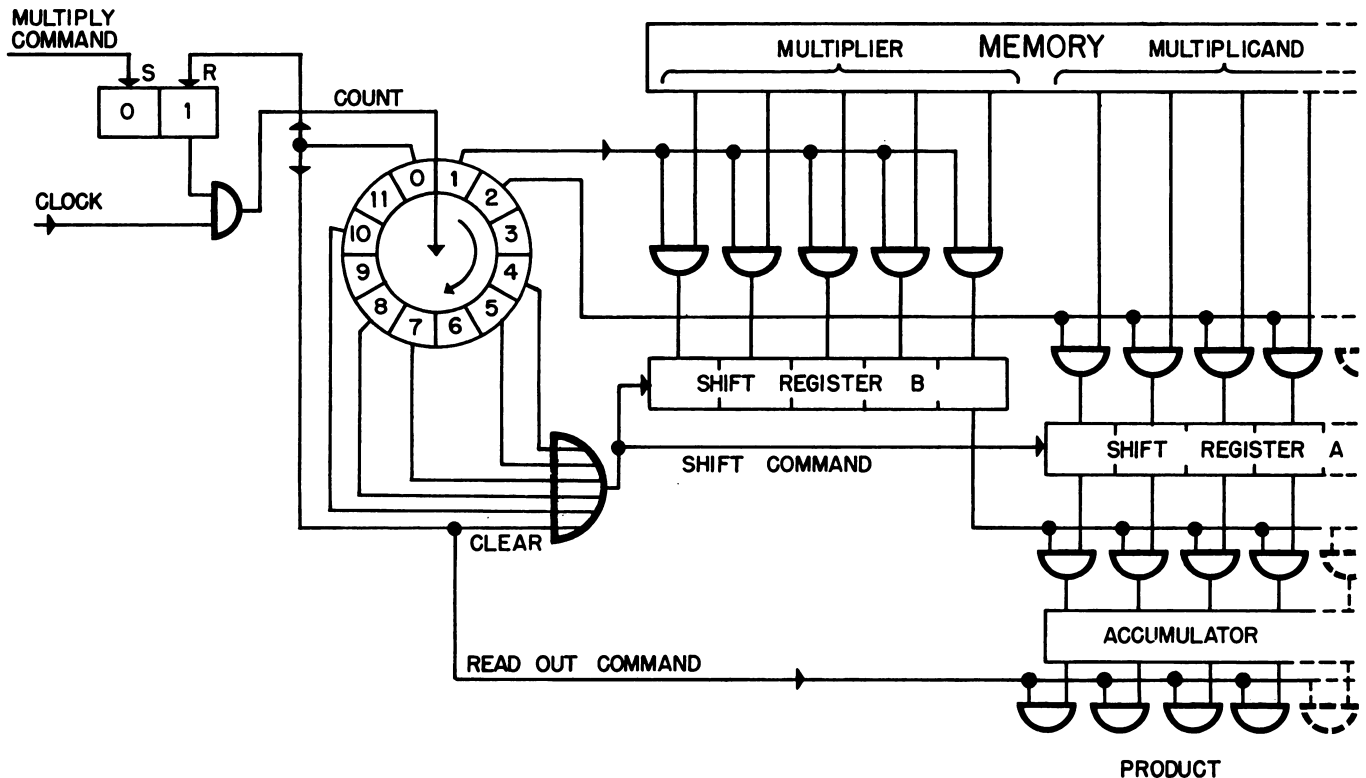 MULTIPLY
COMMAND
S R
0 1
COUNT
CLOCK
0 1 2 3 4 5 6 7 8 9 10 11
MEMORY
MULTIPLIER
MULTIPLICAND
SHIFT REGISTER B
SHIFT REGISTER A
SHIFT COMMAND
CLEAR
ACCUMULATOR
READ OUT COMMAND
PRODUCT